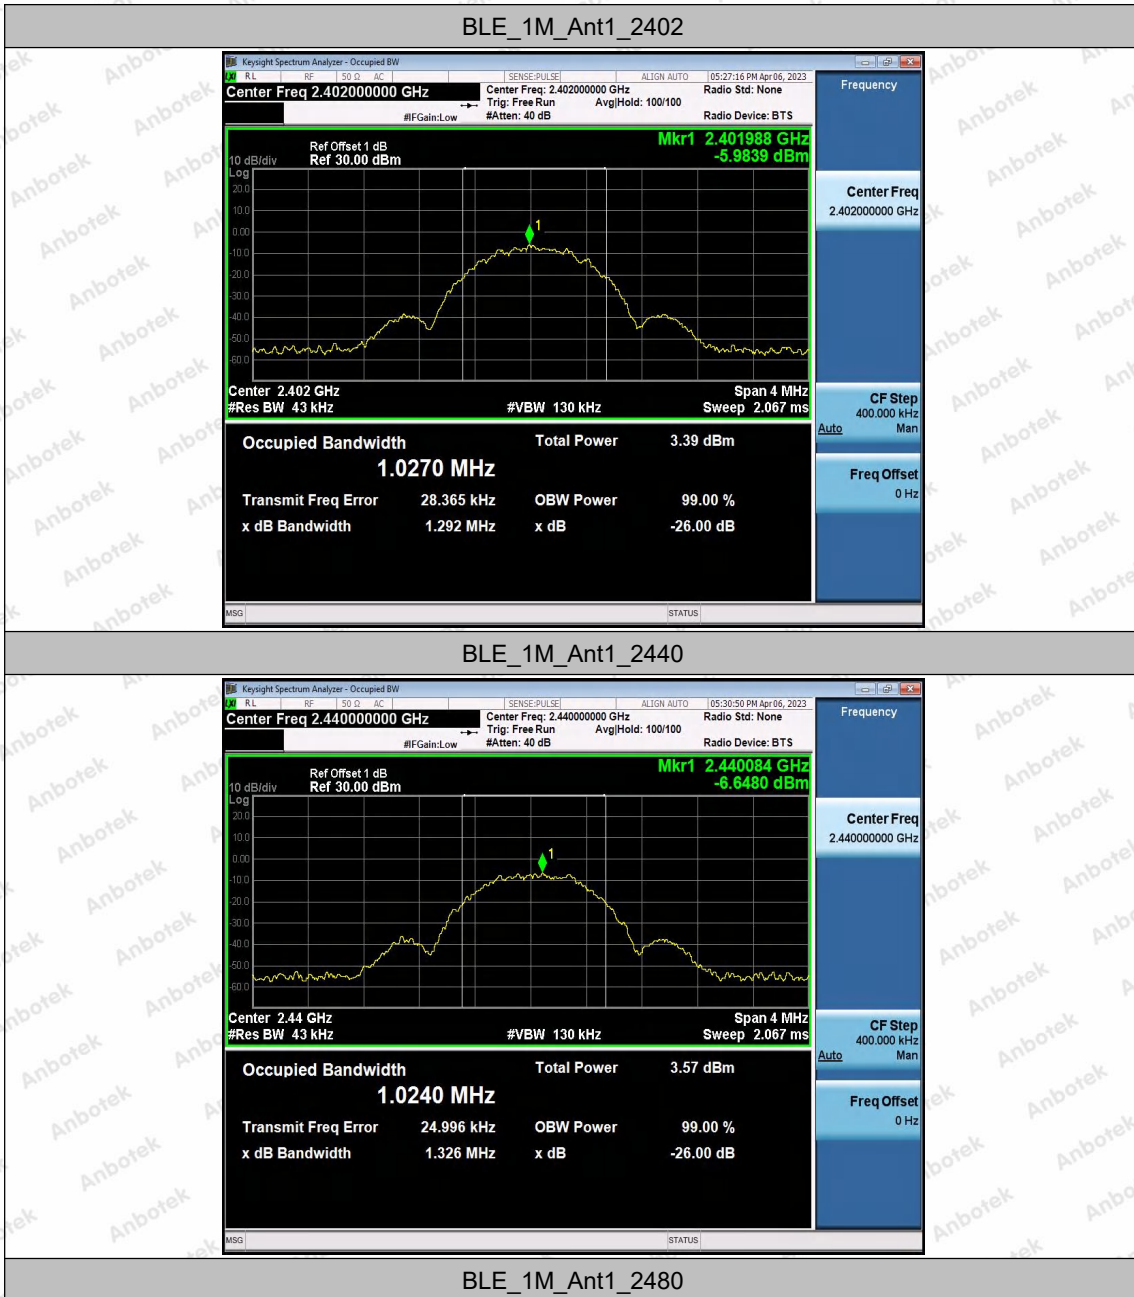 BLE_1M_Ant1_2402
Keysight Spectrum Analyzer - Occupied BW
LXI RL RF 50 Ω AC SENSE:PULSE ALIGN AUTO 05:27:16 PM Apr 06, 2023
Center Freq 2.402000000 GHz
Center Freq: 2.402000000 GHz Radio Std: None
Trig: Free Run Avg|Hold: 100/100
#IFGain:Low #Atten: 40 dB Radio Device: BTS
Frequency
Mkr1 2.401988 GHz
-5.9839 dBm
Ref Offset 1 dB
10 dB/div Ref 30.00 dBm
Log
20.0
10.0
0.00
-10.0
-20.0
-30.0
-40.0
-50.0
-60.0
1
Center 2.402 GHz Span 4 MHz
#Res BW 43 kHz #VBW 130 kHz Sweep 2.067 ms
Center Freq
2.402000000 GHz
CF Step
400.000 kHz
Auto Man
Freq Offset
0 Hz
Occupied Bandwidth Total Power 3.39 dBm
1.0270 MHz
Transmit Freq Error 28.365 kHz OBW Power 99.00 %
x dB Bandwidth 1.292 MHz x dB -26.00 dB
MSG STATUS
BLE_1M_Ant1_2440
Keysight Spectrum Analyzer - Occupied BW
LXI RL RF 50 Ω AC SENSE:PULSE ALIGN AUTO 05:30:50 PM Apr 06, 2023
Center Freq 2.440000000 GHz
Center Freq: 2.440000000 GHz Radio Std: None
Trig: Free Run Avg|Hold: 100/100
#IFGain:Low #Atten: 40 dB Radio Device: BTS
Frequency
Mkr1 2.440084 GHz
-6.6480 dBm
Ref Offset 1 dB
10 dB/div Ref 30.00 dBm
Log
20.0
10.0
0.00
-10.0
-20.0
-30.0
-40.0
-50.0
-60.0
1
Center 2.44 GHz Span 4 MHz
#Res BW 43 kHz #VBW 130 kHz Sweep 2.067 ms
Center Freq
2.440000000 GHz
CF Step
400.000 kHz
Auto Man
Freq Offset
0 Hz
Occupied Bandwidth Total Power 3.57 dBm
1.0240 MHz
Transmit Freq Error 24.996 kHz OBW Power 99.00 %
x dB Bandwidth 1.326 MHz x dB -26.00 dB
MSG STATUS
BLE_1M_Ant1_2480
Anbotek